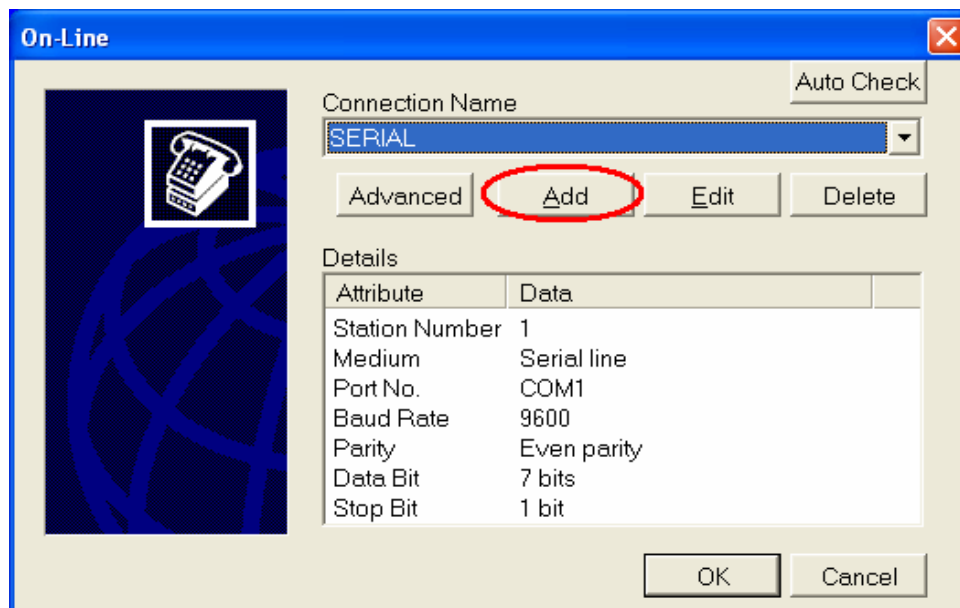 On-Line
Auto Check
Connection Name
SERIAL
Advanced Add Edit Delete
Details
Attribute Data
Station Number 1
Medium Serial line
Port No. COM1
Baud Rate 9600
Parity Even parity
Data Bit 7 bits
Stop Bit 1 bit
OK Cancel